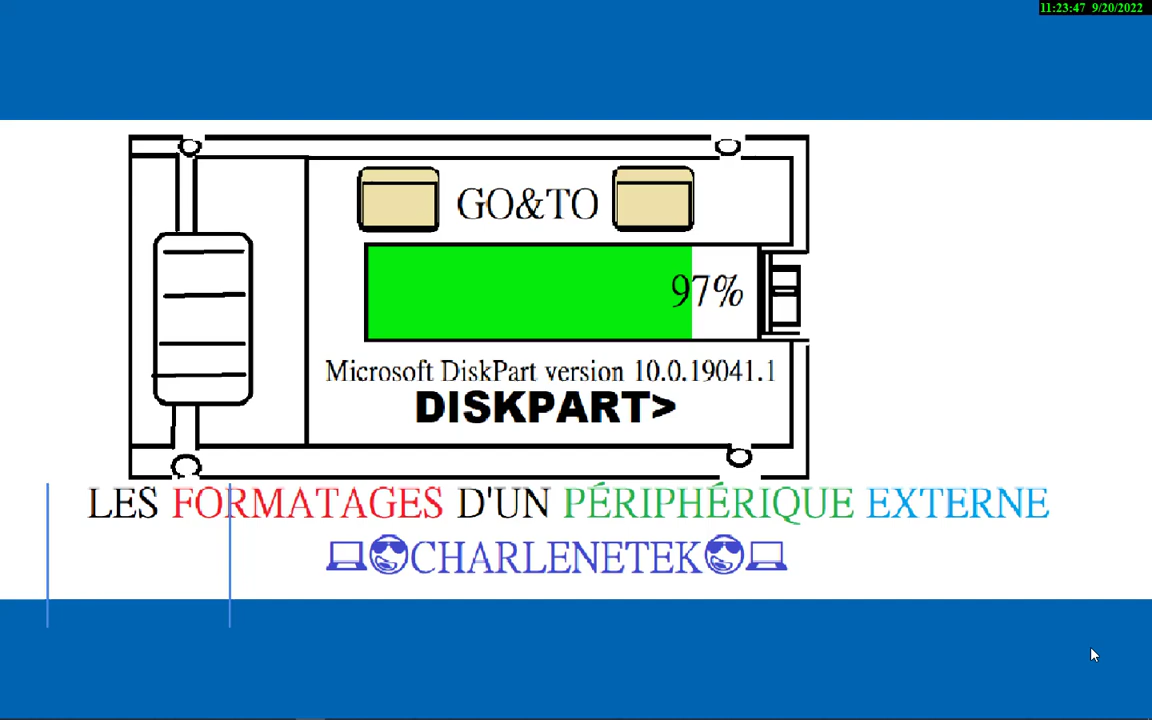 11:23:47 9/20/2022
GO&TO
97%
Microsoft DiskPart version 10.0.19041.1
DISKPART>
LES FORMATAGES D'UN PÉRIPHÉRIQUE EXTERNE
💻😎CHARLENETEK😎💻